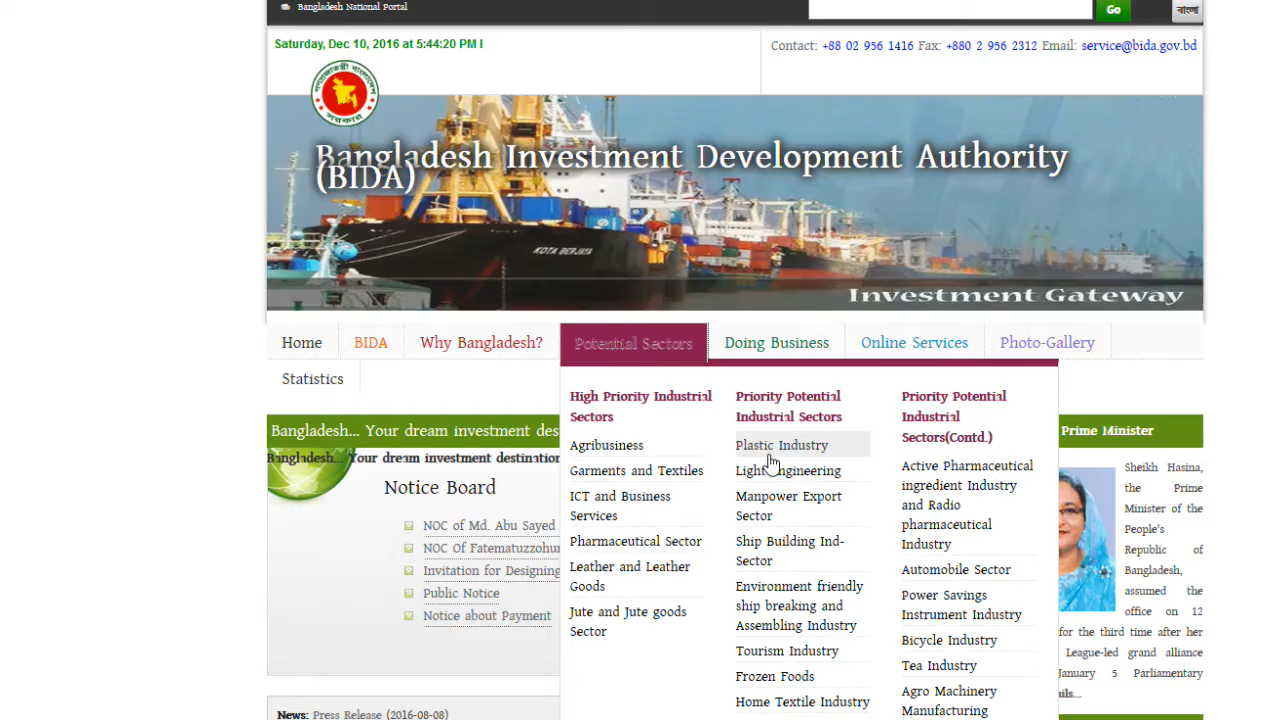 Bangladesh National Portal
Go
বাংলা
Saturday, Dec 10, 2016 at 5:44:20 PM
Contact: +88 02 956 1416 Fax: +880 2 956 2312 Email: service@bida.gov.bd
Bangladesh Investment Development Authority
(BIDA)
KOTA BERJAYA
Investment Gateway
Home
BIDA
Why Bangladesh?
Potential Sectors
Doing Business
Online Services
Photo-Gallery
Statistics
High Priority Industrial
Sectors
Agribusiness
Garments and Textiles
ICT and Business
Services
Pharmaceutical Sector
Leather and Leather
Goods
Jute and Jute goods
Sector
Priority Potential
Industrial Sectors
Plastic Industry
Light Engineering
Manpower Export
Sector
Ship Building Ind-
Sector
Environment friendly
ship breaking and
Assembling Industry
Tourism Industry
Frozen Foods
Home Textile Industry
Priority Potential
Industrial
Sectors(Contd.)
Active Pharmaceutical
ingredient Industry
and Radio
pharmaceutical
Industry
Automobile Sector
Power Savings
Instrument Industry
Bicycle Industry
Tea Industry
Agro Machinery
Manufacturing
Bangladesh... Your dream investment des
Bangladesh... Your dream investment destination
Notice Board
NOC of Md. Abu Sayed
NOC Of Fatematuzzohur
Invitation for Designing
Public Notice
Notice about Payment
News: Press Release (2016-08-08)
Prime Minister
Sheikh Hasina,
the Prime
Minister of the
People's
Republic of
Bangladesh,
assumed the
office on 12
for the third time after her
League-led grand alliance
January 5 Parliamentary
ils...